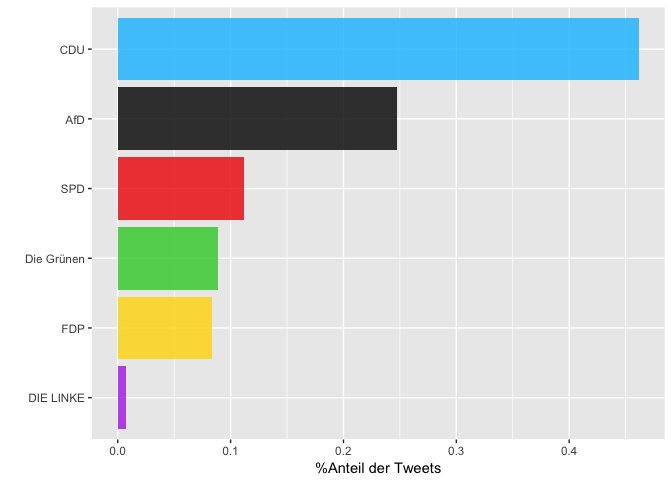 CDU
AfD
SPD
Die Grünen
FDP
DIE LINKE
0.0 0.1 0.2 0.3 0.4
%Anteil der Tweets